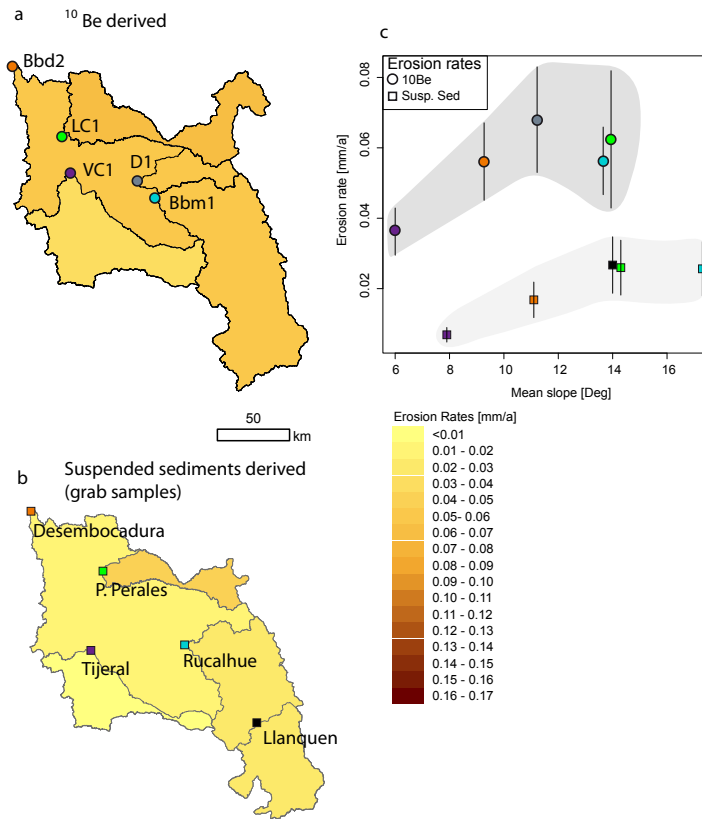 a
10 Be derived
Bbd2
LC1
VC1
D1
Bbm1
50
km
b
Suspended sediments derived
(grab samples)
Desembocadura
P. Perales
Tijeral
Rucalhue
Llanquen
c
Erosion rates
10Be
Susp. Sed
Erosion rate [mm/a]
0.08
0.06
0.04
0.02
6 8 10 12 14 16
Mean slope [Deg]
Erosion Rates [mm/a]
<0.01
0.01 - 0.02
0.02 - 0.03
0.03 - 0.04
0.04 - 0.05
0.05- 0.06
0.06 - 0.07
0.07 - 0.08
0.08 - 0.09
0.09 - 0.10
0.10 - 0.11
0.11 - 0.12
0.12 - 0.13
0.13 - 0.14
0.14 - 0.15
0.15 - 0.16
0.16 - 0.17